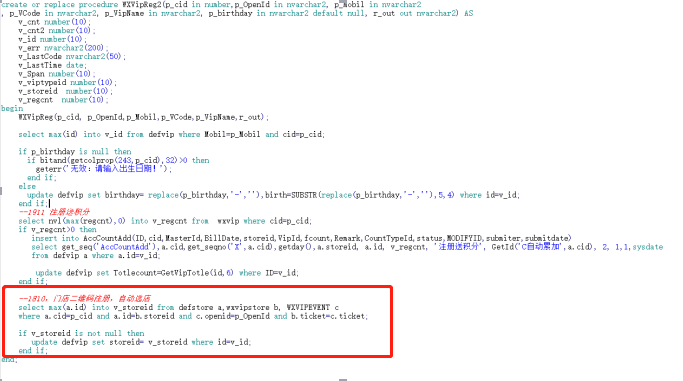 create or replace procedure WXVipReg2(p_cid in number,p_OpenId in nvarchar2, p_Mobil in nvarchar2
, p_VCode in nvarchar2, p_VipName in nvarchar2, p_birthday in nvarchar2 default null, r_out out nvarchar2) AS
v_cnt number(10);
v_cnt2 number(10);
v_id number(10);
v_err nvarchar2(200);
v_LastCode nvarchar2(50);
v_LastTime date;
v_Span number(10);
v_viptypeid number(10);
v_storeid number(10);
v_regcnt number(10);
begin
WXVipReg(p_cid, p_OpenId,p_Mobil,p_VCode,p_VipName,r_out);
select max(id) into v_id from defvip where Mobil=p_Mobil and cid=p_cid;
if p_birthday is null then
if bitand(getcolprop(243,p_cid),32)>0 then
geterr('无效：请输入出生日期！');
end if;
else
update defvip set birthday= replace(p_birthday,'-',''),birth=SUBSTR(replace(p_birthday,'-',''),5,4) where id=v_id;
end if;
--1911 注册送积分
select nvl(max(regcnt),0) into v_regcnt from wxvip where cid=p_cid;
if v_regcnt>0 then
insert into AccCountAdd(ID,cid,MasterId,BillDate,storeid,VipId,fcount,Remark,CountTypeId,status,MODIFYID,submiter,submitdate)
select get_seq('AccCountAdd'),a.cid,get_seqno('X',a.cid),getday(),a.storeid, a.id, v_regcnt, '注册送积分', GetId('C自动累加',a.cid), 2, 1,1,sysdate
from defvip a where a.id=v_id;
update defvip set Totlecount=GetVipTotle(id,6) where ID=v_id;
end if;
--1810，门店二维码注册，自动选店
select max(a.id) into v_storeid from defstore a,wxvipstore b, WXVIPEVENT c
where a.cid=p_cid and a.id=b.storeid and c.openid=p_OpenId and b.ticket=c.ticket;
if v_storeid is not null then
update defvip set storeid= v_storeid where id=v_id;
end if;
end;